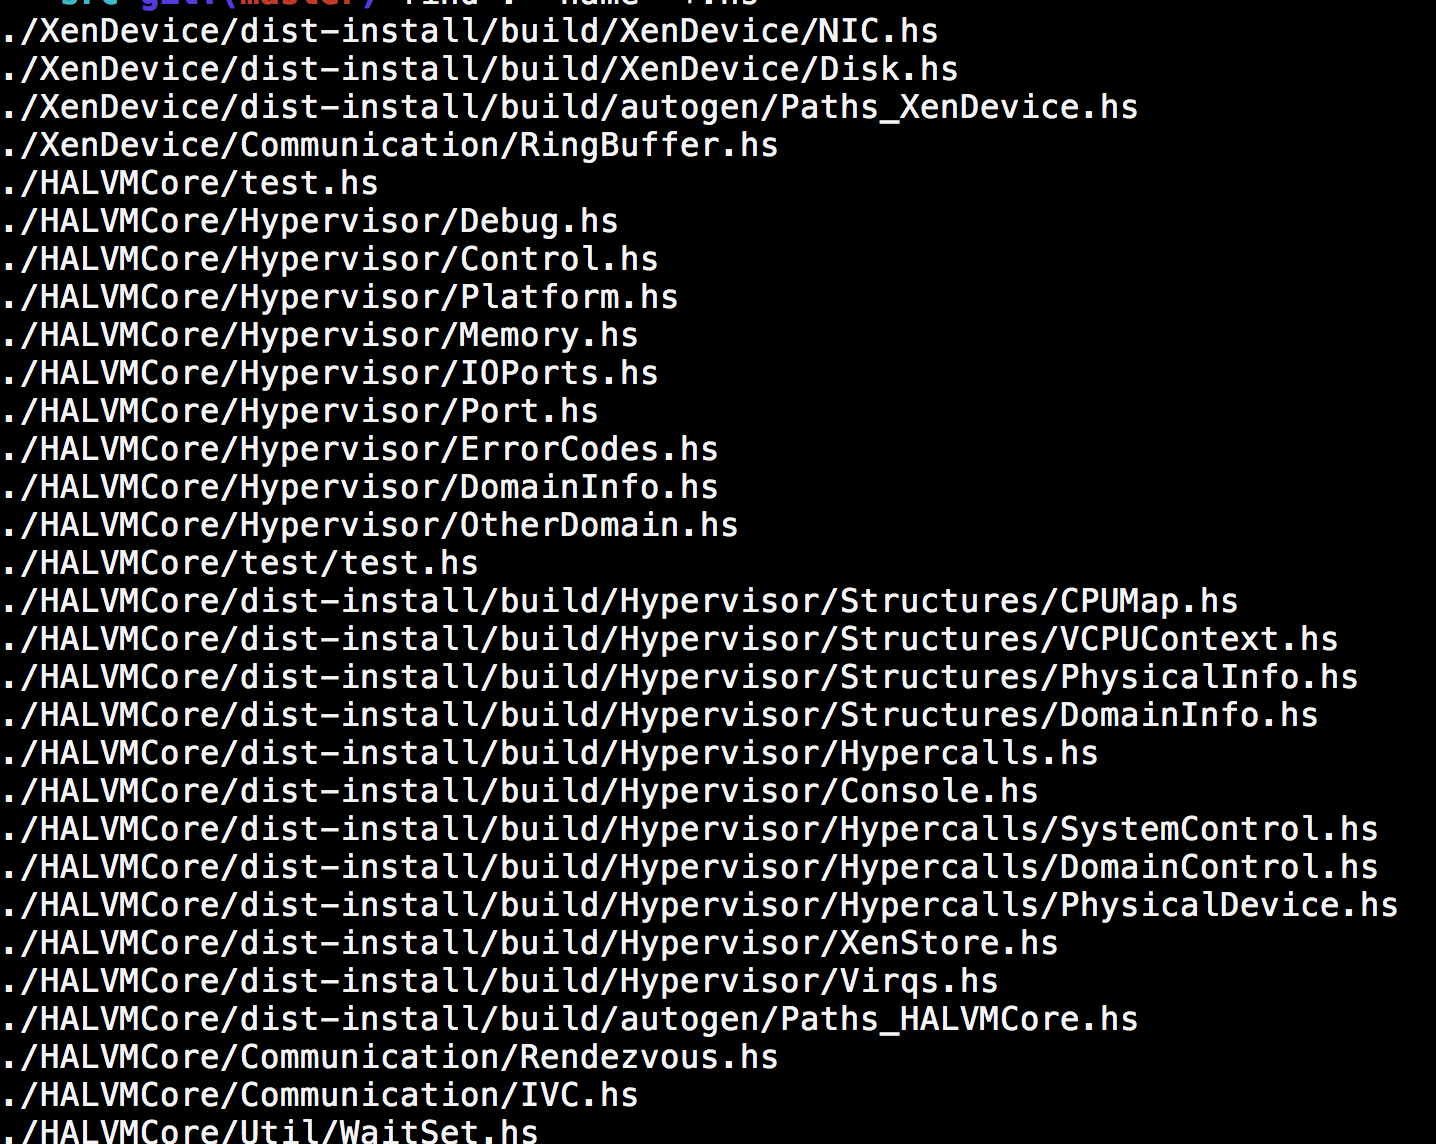 src git:(master) find . -name *.hs
./XenDevice/dist-install/build/XenDevice/NIC.hs
./XenDevice/dist-install/build/XenDevice/Disk.hs
./XenDevice/dist-install/build/autogen/Paths_XenDevice.hs
./XenDevice/Communication/RingBuffer.hs
./HALVMCore/test.hs
./HALVMCore/Hypervisor/Debug.hs
./HALVMCore/Hypervisor/Control.hs
./HALVMCore/Hypervisor/Platform.hs
./HALVMCore/Hypervisor/Memory.hs
./HALVMCore/Hypervisor/IOPorts.hs
./HALVMCore/Hypervisor/Port.hs
./HALVMCore/Hypervisor/ErrorCodes.hs
./HALVMCore/Hypervisor/DomainInfo.hs
./HALVMCore/Hypervisor/OtherDomain.hs
./HALVMCore/test/test.hs
./HALVMCore/dist-install/build/Hypervisor/Structures/CPUMap.hs
./HALVMCore/dist-install/build/Hypervisor/Structures/VCPUContext.hs
./HALVMCore/dist-install/build/Hypervisor/Structures/PhysicalInfo.hs
./HALVMCore/dist-install/build/Hypervisor/Structures/DomainInfo.hs
./HALVMCore/dist-install/build/Hypervisor/Hypercalls.hs
./HALVMCore/dist-install/build/Hypervisor/Console.hs
./HALVMCore/dist-install/build/Hypervisor/Hypercalls/SystemControl.hs
./HALVMCore/dist-install/build/Hypervisor/Hypercalls/DomainControl.hs
./HALVMCore/dist-install/build/Hypervisor/Hypercalls/PhysicalDevice.hs
./HALVMCore/dist-install/build/Hypervisor/XenStore.hs
./HALVMCore/dist-install/build/Hypervisor/Virqs.hs
./HALVMCore/dist-install/build/autogen/Paths_HALVMCore.hs
./HALVMCore/Communication/Rendezvous.hs
./HALVMCore/Communication/IVC.hs
./HALVMCore/Util/WaitSet.hs